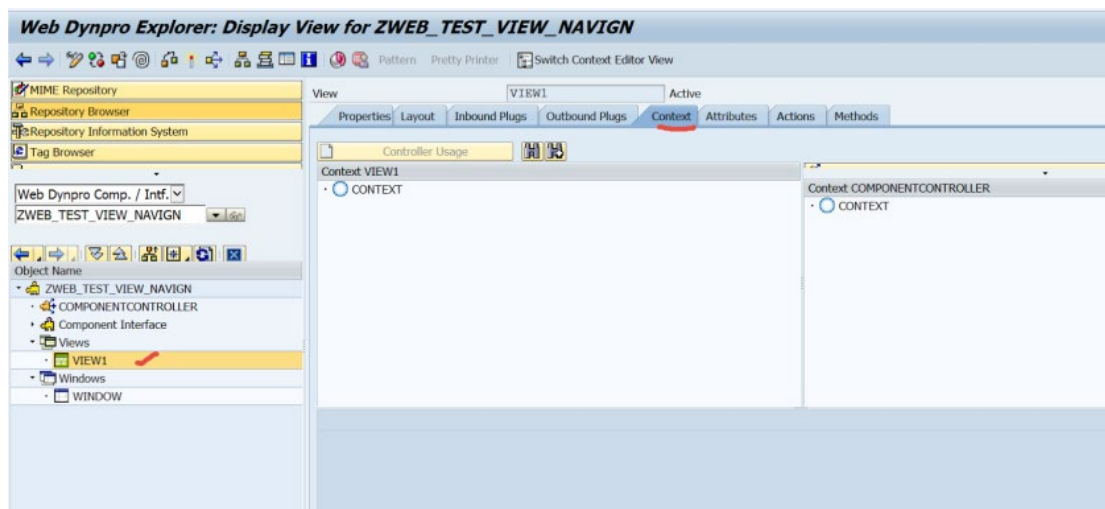 Web Dynpro Explorer: Display View for ZWEB_TEST_VIEW_NAVIGN
Pattern Pretty Printer Switch Context Editor View
MIME Repository
Repository Browser
Repository Information System
Tag Browser
Web Dynpro Comp. / Intf.
ZWEB_TEST_VIEW_NAVIGN
Object Name
ZWEB_TEST_VIEW_NAVIGN
COMPONENTCONTROLLER
Component Interface
Views
VIEW1
Windows
WINDOW
View VIEW1 Active
Properties Layout Inbound Plugs Outbound Plugs Context Attributes Actions Methods
Controller Usage
Context VIEW1
CONTEXT
Context COMPONENTCONTROLLER
CONTEXT